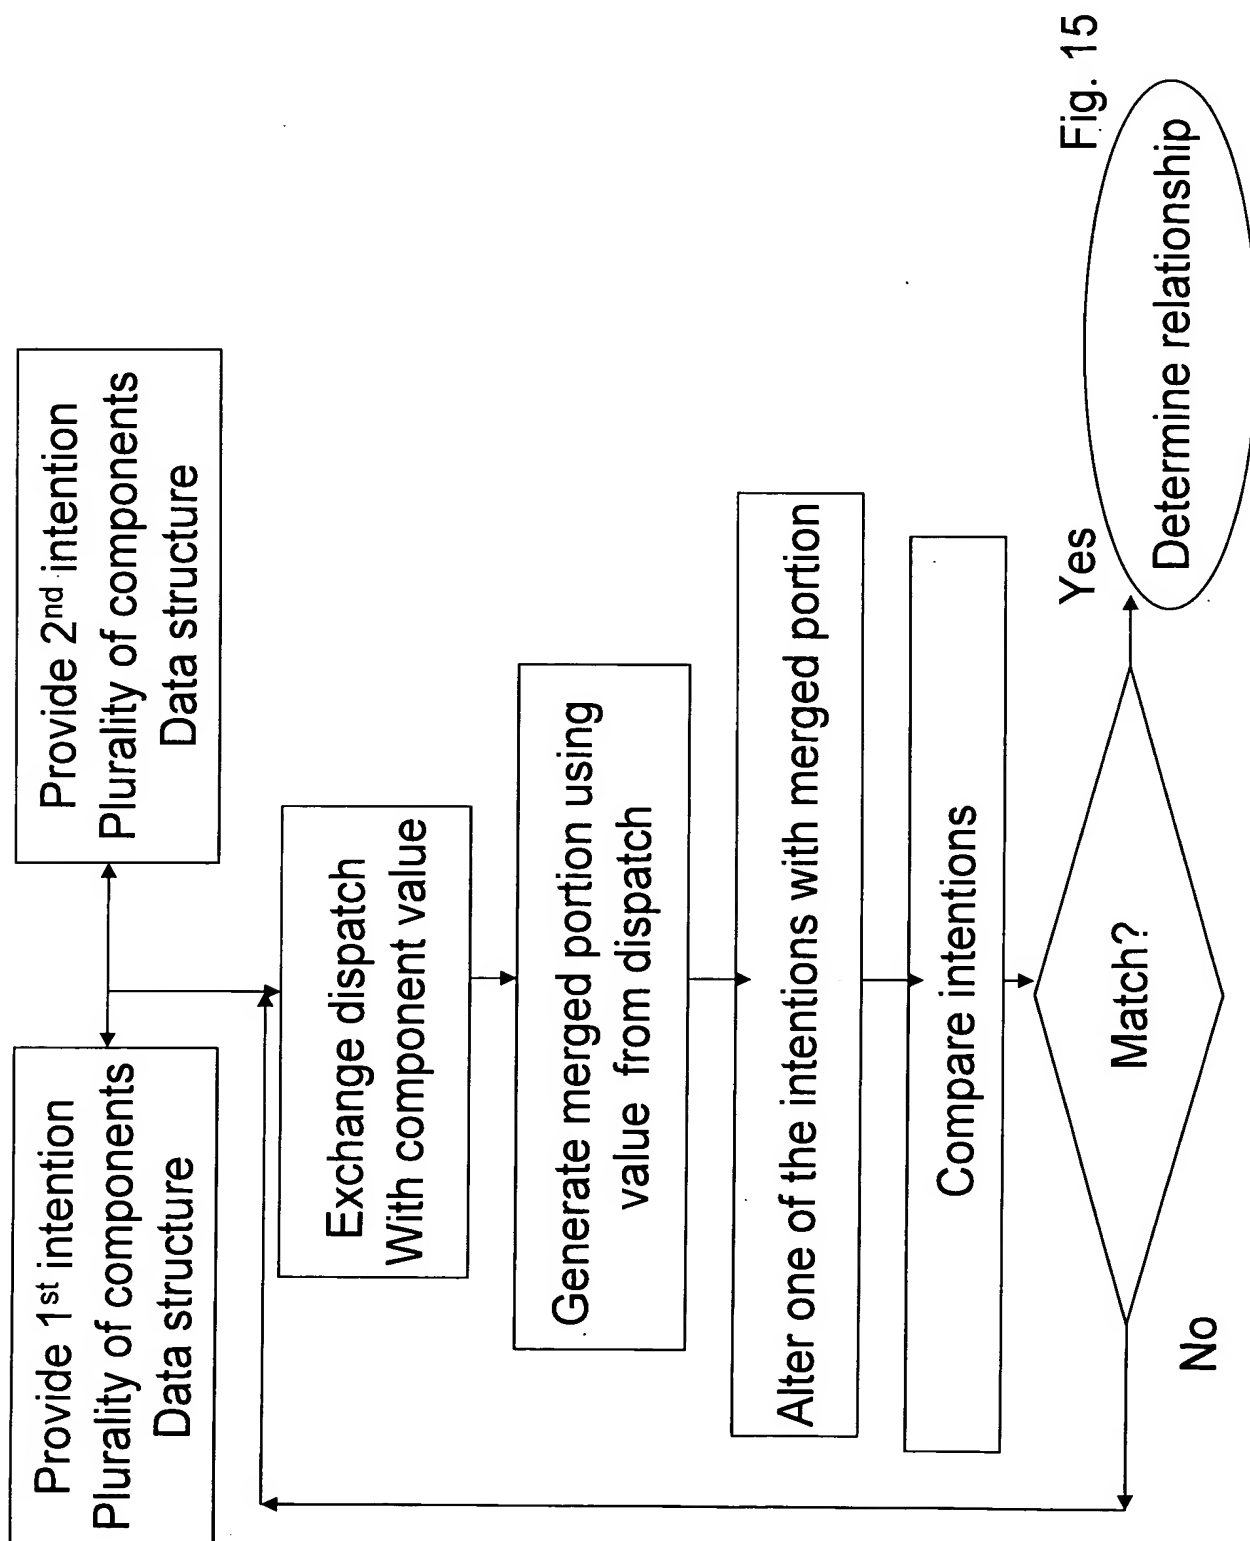 Provide 1st intention
Plurality of components
Data structure
Provide 2nd intention
Plurality of components
Data structure
Exchange dispatch
With component value
Generate merged portion using
value from dispatch
Alter one of the intentions with merged portion
Compare intentions
Match?
No
Yes
Determine relationship
Fig. 15